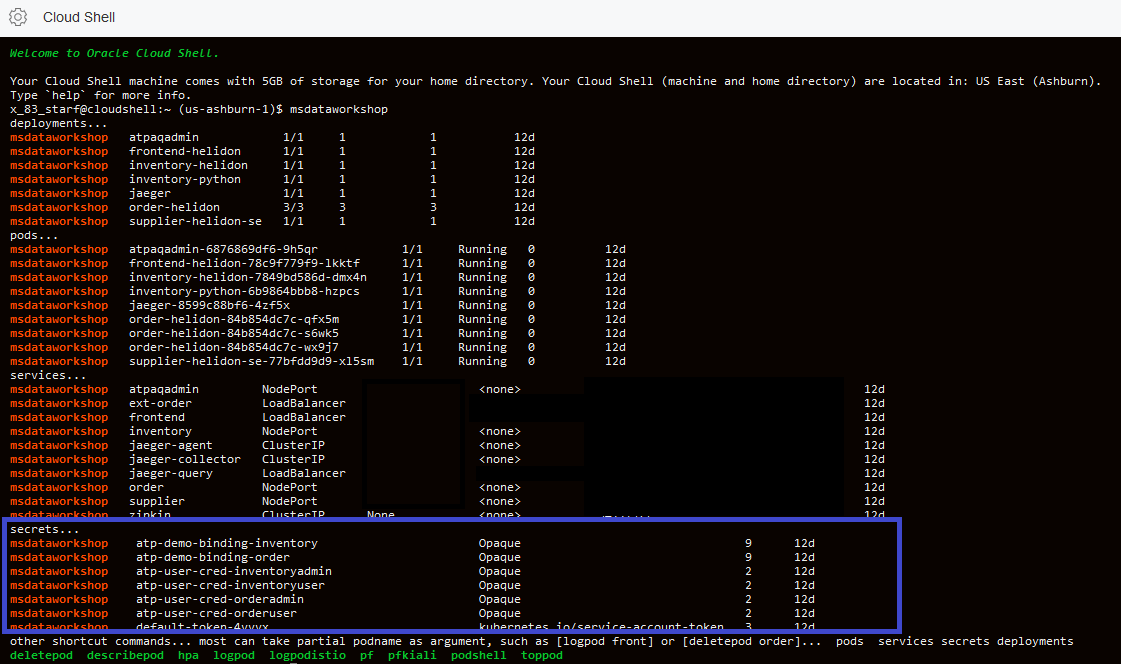 Cloud Shell
Welcome to Oracle Cloud Shell.
Your Cloud Shell machine comes with 5GB of storage for your home directory. Your Cloud Shell (machine and home directory) are located in: US East (Ashburn).
Type `help` for more info.
x_83_starf@cloudshell:~ (us-ashburn-1)$ msdataworkshop
deployments...
msdataworkshop atpaqadmin 1/1 1 1 12d
msdataworkshop frontend-helidon 1/1 1 1 12d
msdataworkshop inventory-helidon 1/1 1 1 12d
msdataworkshop inventory-python 1/1 1 1 12d
msdataworkshop jaeger 1/1 1 1 12d
msdataworkshop order-helidon 3/3 3 3 12d
msdataworkshop supplier-helidon-se 1/1 1 1 12d
pods...
msdataworkshop atpaqadmin-6876869df6-9h5qr 1/1 Running 0 12d
msdataworkshop frontend-helidon-78c9f779f9-lkktf 1/1 Running 0 12d
msdataworkshop inventory-helidon-7849bd586d-dmx4n 1/1 Running 0 12d
msdataworkshop inventory-python-6b9864bbb8-hzpcs 1/1 Running 0 12d
msdataworkshop jaeger-8599c88bf6-4zf5x 1/1 Running 0 12d
msdataworkshop order-helidon-84b854dc7c-qfx5m 1/1 Running 0 12d
msdataworkshop order-helidon-84b854dc7c-s6wk5 1/1 Running 0 12d
msdataworkshop order-helidon-84b854dc7c-wx9j7 1/1 Running 0 12d
msdataworkshop supplier-helidon-se-77bfdd9d9-xl5sm 1/1 Running 0 12d
services...
msdataworkshop atpaqadmin NodePort <none> 12d
msdataworkshop ext-order LoadBalancer 12d
msdataworkshop frontend LoadBalancer 12d
msdataworkshop inventory NodePort <none> 12d
msdataworkshop jaeger-agent ClusterIP <none> 12d
msdataworkshop jaeger-collector ClusterIP <none> 12d
msdataworkshop jaeger-query LoadBalancer 12d
msdataworkshop order NodePort <none> 12d
msdataworkshop supplier NodePort <none> 12d
msdataworkshop zipkin ClusterIP None <none> 12d
secrets...
msdataworkshop atp-demo-binding-inventory Opaque 9 12d
msdataworkshop atp-demo-binding-order Opaque 9 12d
msdataworkshop atp-user-cred-inventoryadmin Opaque 2 12d
msdataworkshop atp-user-cred-inventoryuser Opaque 2 12d
msdataworkshop atp-user-cred-orderadmin Opaque 2 12d
msdataworkshop atp-user-cred-orderuser Opaque 2 12d
msdataworkshop kubernetes.io/service-account-token 3 12d
other shortcut commands... most can take partial podname as argument, such as [logpod front] or [deletepod order]... pods services secrets deployments
deletepod describepod hpa logpod logpodistio pf pfkiali podshell toppod